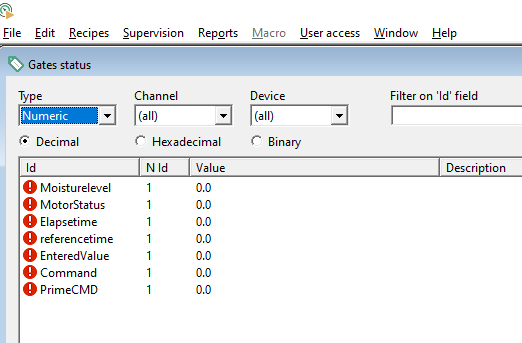 File Edit Recipes Supervision Reports Macro User access Window Help
Gates status
Type Channel Device Filter on 'Id' field
Numeric (all) (all)
Decimal Hexadecimal Binary
Id N Id Value Description
Moisturelevel 1 0.0
MotorStatus 1 0.0
Elapsetime 1 0.0
referencetime 1 0.0
EnteredValue 1 0.0
Command 1 0.0
PrimeCMD 1 0.0